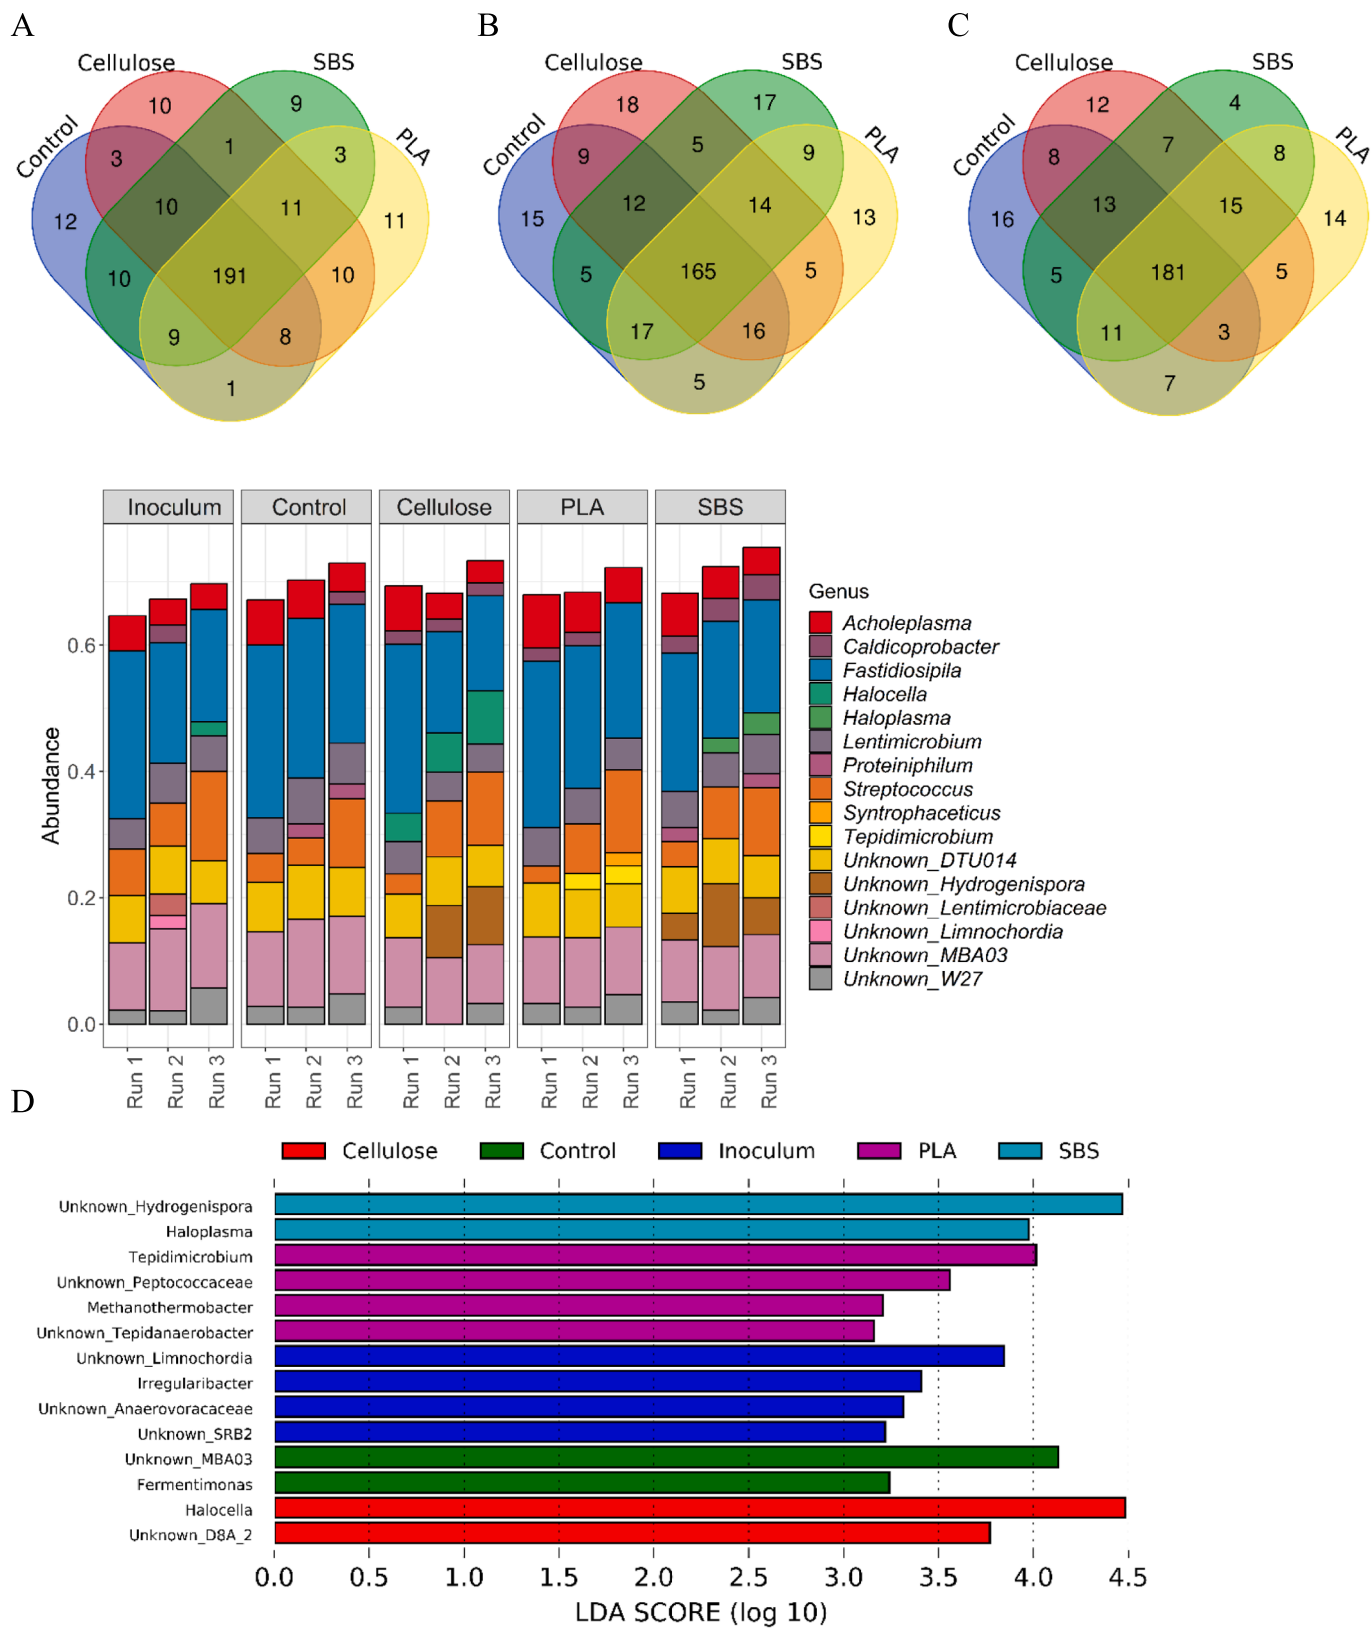 A
B
C
Cellulose
SBS
Control
PLA
10
9
3
1
3
12
10
11
11
10
191
10
9
8
1
Cellulose
SBS
Control
PLA
18
17
9
5
9
15
12
14
13
5
165
5
17
16
5
Cellulose
SBS
Control
PLA
12
4
8
7
8
16
13
15
14
5
181
5
11
3
7
Inoculum
Control
Cellulose
PLA
SBS
Abundance
0.6
0.4
0.2
0.0
Run 1
Run 2
Run 3
Run 1
Run 2
Run 3
Run 1
Run 2
Run 3
Run 1
Run 2
Run 3
Run 1
Run 2
Run 3
Genus
Acholeplasma
Caldicoprobacter
Fastidiosipila
Halocella
Haloplasma
Lentimicrobium
Proteiniphilum
Streptococcus
Syntrophaceticus
Tepidimicrobium
Unknown_DTU014
Unknown_Hydrogenispora
Unknown_Lentimicrobiaceae
Unknown_Limnochordia
Unknown_MBA03
Unknown_W27
D
Cellulose
Control
Inoculum
PLA
SBS
Unknown_Hydrogenispora
Haloplasma
Tepidimicrobium
Unknown_Peptococcaceae
Methanothermobacter
Unknown_Tepidanaerobacter
Unknown_Limnochordia
Irregularibacter
Unknown_Anaerovoracaceae
Unknown_SRB2
Unknown_MBA03
Fermentimonas
Halocella
Unknown_D8A_2
0.0 0.5 1.0 1.5 2.0 2.5 3.0 3.5 4.0 4.5
LDA SCORE (log 10)